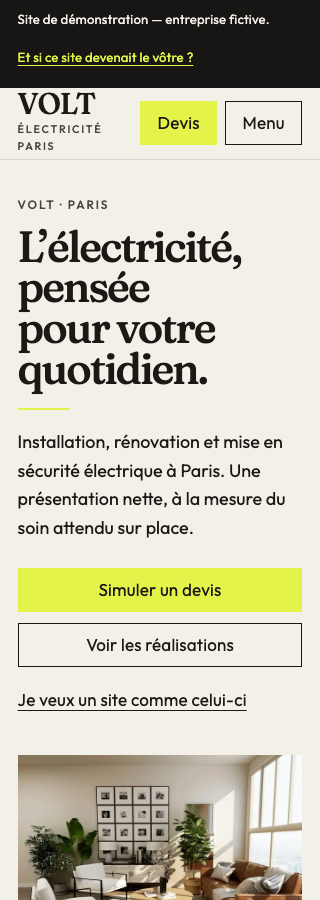 Site de démonstration — entreprise fictive.
Et si ce site devenait le vôtre ?
VOLT
ÉLECTRICITÉ
PARIS
Devis
Menu
VOLT · PARIS
L’électricité,
pensée
pour votre
quotidien.
Installation, rénovation et mise en
sécurité électrique à Paris. Une
présentation nette, à la mesure du
soin attendu sur place.
Simuler un devis
Voir les réalisations
Je veux un site comme celui-ci